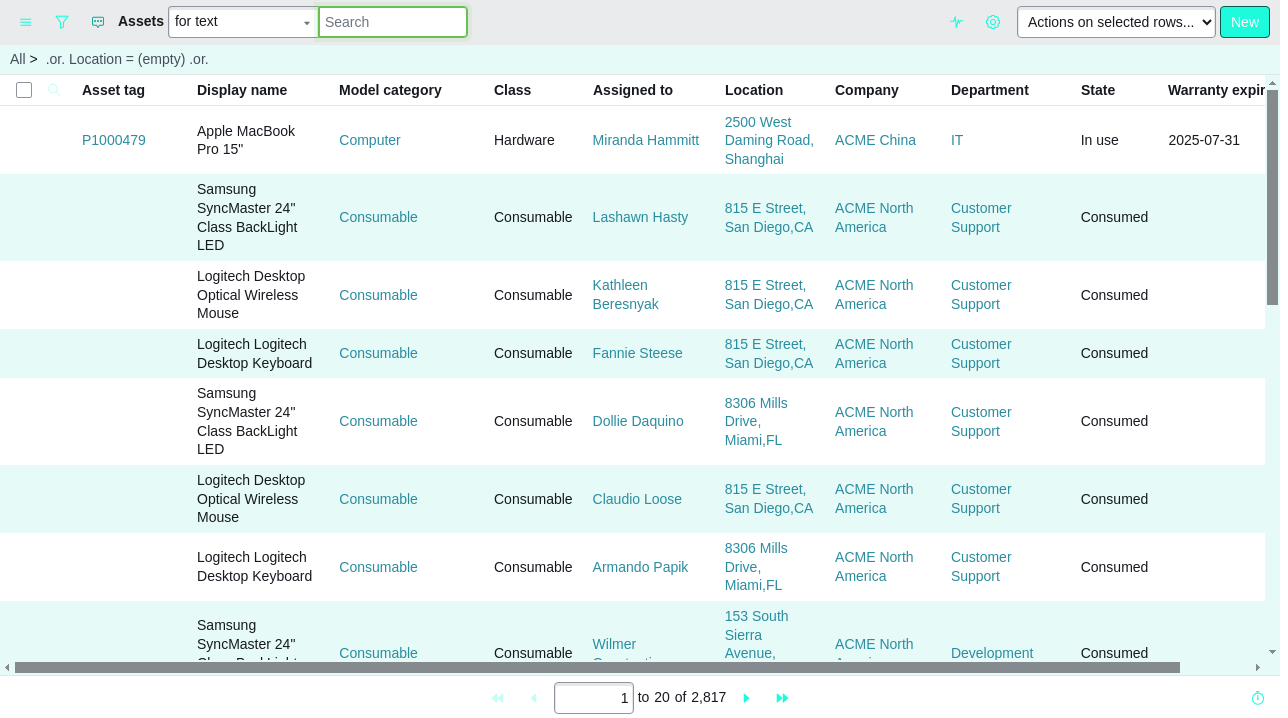 Assets for text Search Actions on selected rows... New
All > .or. Location = (empty) .or.
Asset tag Display name Model category Class Assigned to Location Company Department State Warranty expir
P1000479 Apple MacBook Pro 15" Computer Hardware Miranda Hammitt 2500 West Daming Road, Shanghai ACME China IT In use 2025-07-31
Samsung SyncMaster 24" Class BackLight LED Consumable Consumable Lashawn Hasty 815 E Street, San Diego,CA ACME North America Customer Support Consumed
Logitech Desktop Optical Wireless Mouse Consumable Consumable Kathleen Beresnyak 815 E Street, San Diego,CA ACME North America Customer Support Consumed
Logitech Logitech Desktop Keyboard Consumable Consumable Fannie Steese 815 E Street, San Diego,CA ACME North America Customer Support Consumed
Samsung SyncMaster 24" Class BackLight LED Consumable Consumable Dollie Daquino 8306 Mills Drive, Miami,FL ACME North America Customer Support Consumed
Logitech Desktop Optical Wireless Mouse Consumable Consumable Claudio Loose 815 E Street, San Diego,CA ACME North America Customer Support Consumed
Logitech Logitech Desktop Keyboard Consumable Consumable Armando Papik 8306 Mills Drive, Miami,FL ACME North America Customer Support Consumed
Samsung SyncMaster 24" Consumable Consumable Wilmer 153 South Sierra Avenue, ACME North Development Consumed
1 to 20 of 2,817